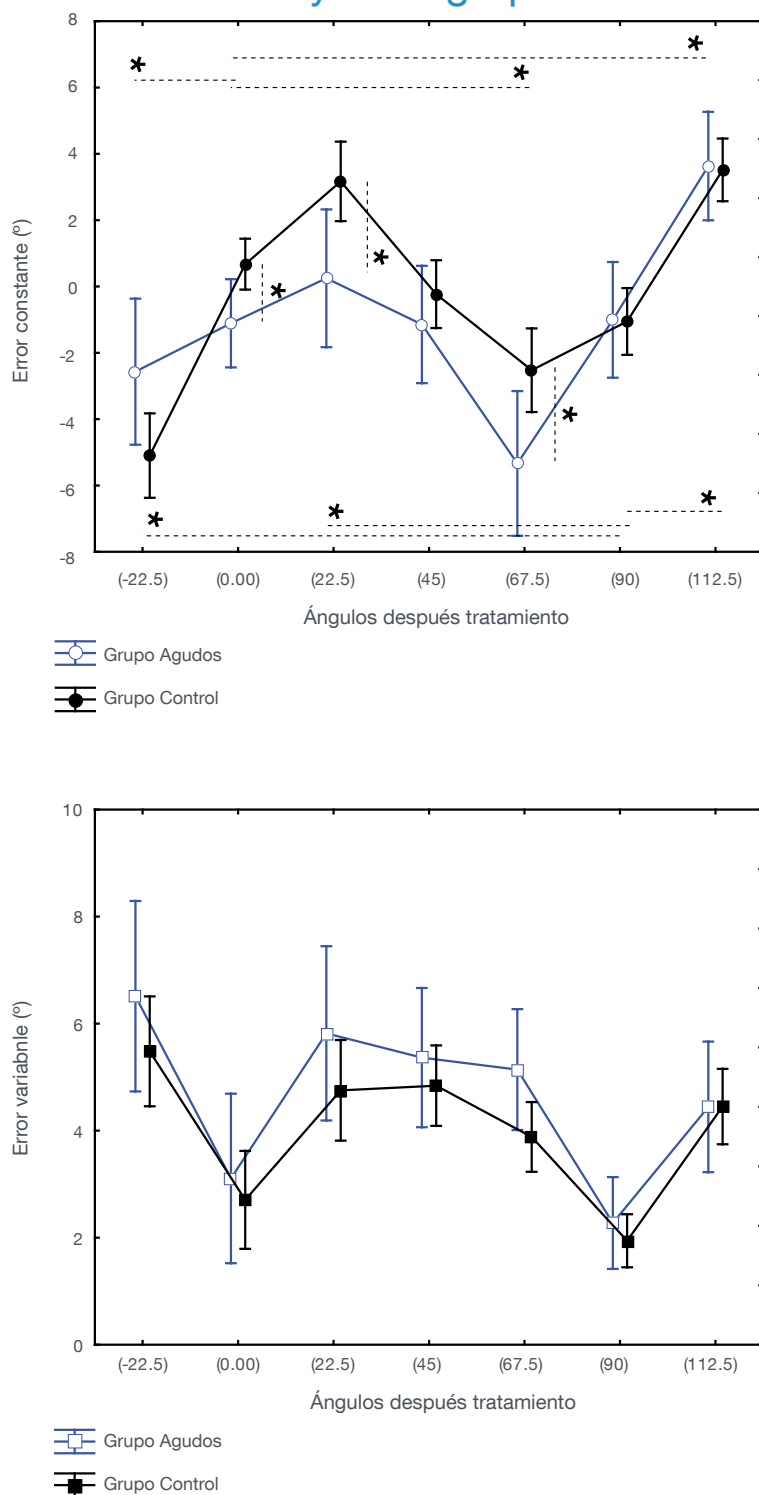 8
6
4
2
0
-2
-4
-6
-8
Error constante (º)
* * * * * * * * *
(-22.5) (0.00) (22.5) (45) (67.5) (90) (112.5)
Ángulos después tratamiento
Grupo Agudos
Grupo Control
10
8
6
4
2
0
Error variabnle (º)
(-22.5) (0.00) (22.5) (45) (67.5) (90) (112.5)
Ángulos después tratamiento
Grupo Agudos
Grupo Control